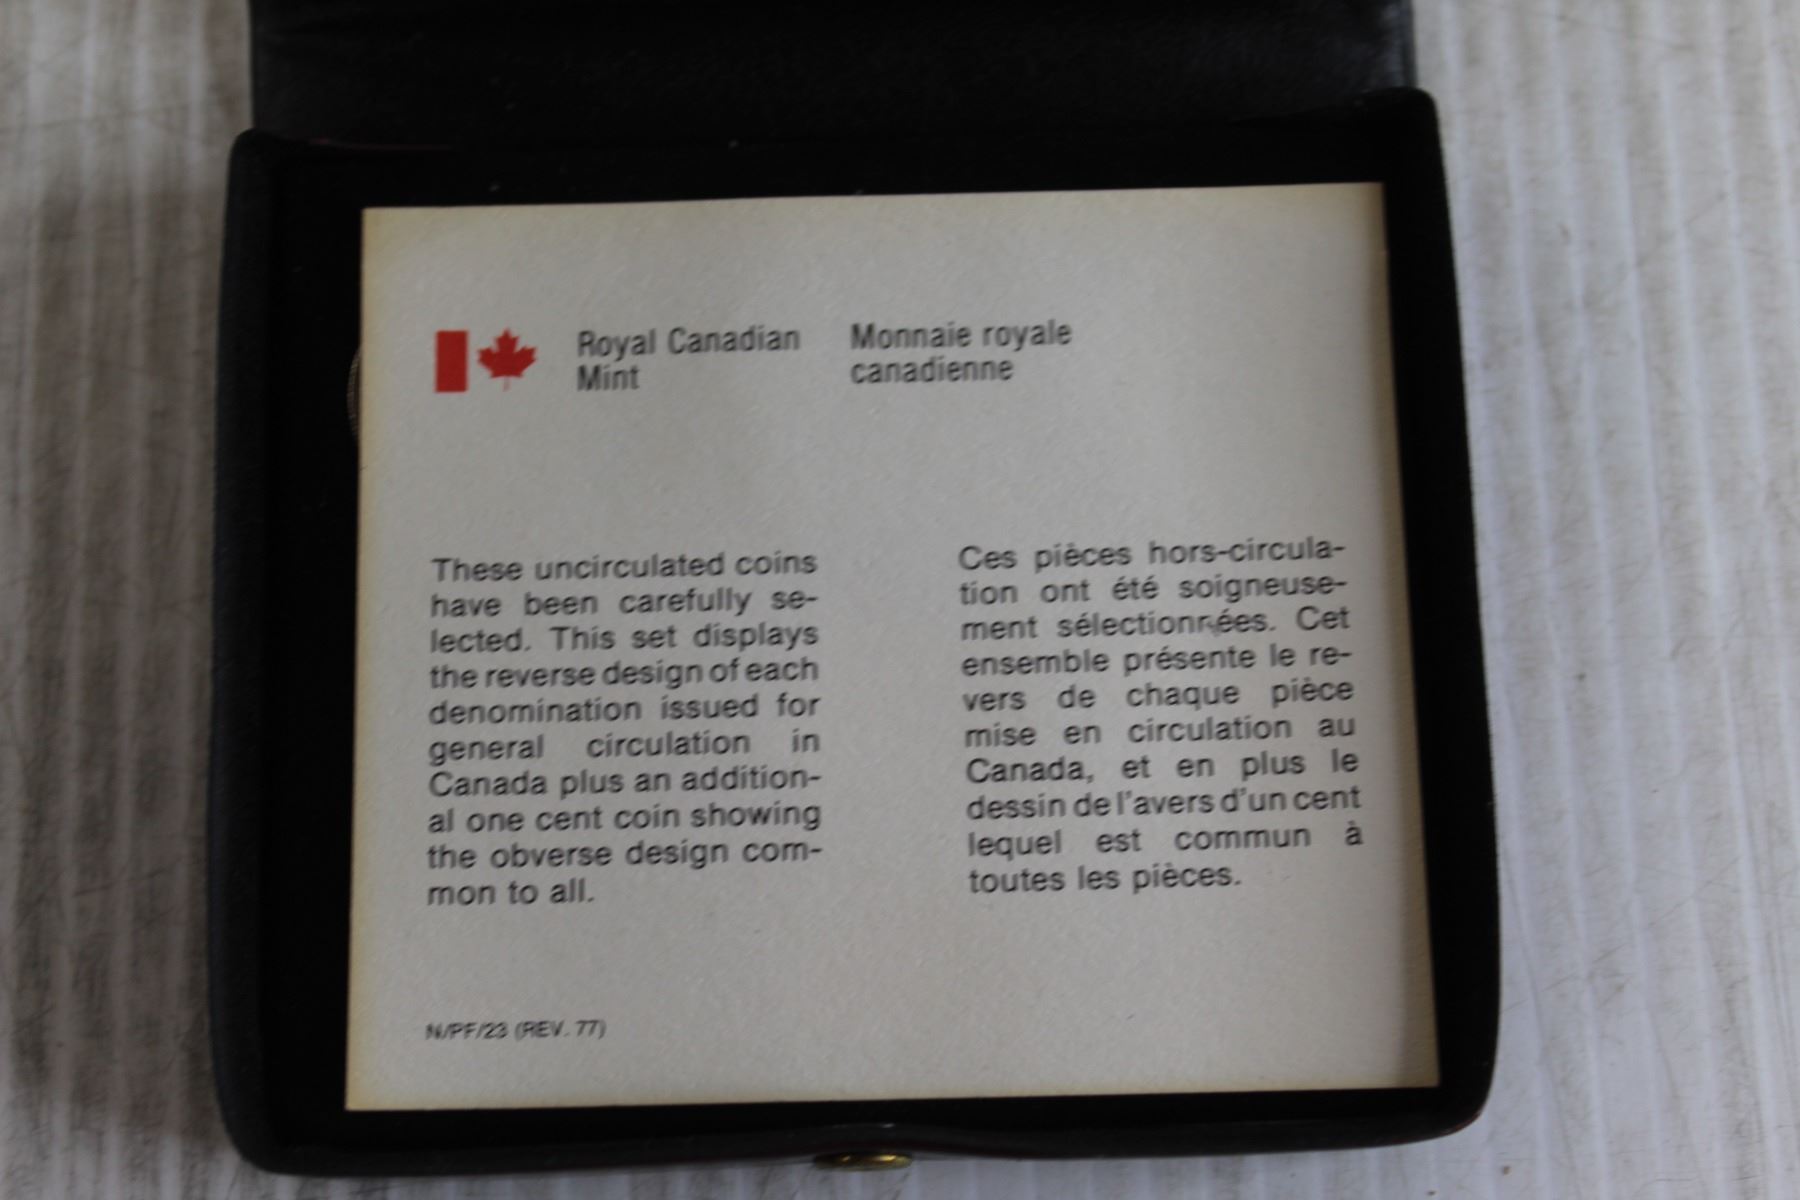 Royal Canadian
Mint
Monnaie royale
canadienne
These uncirculated coins
have been carefully se-
lected. This set displays
the reverse design of each
denomination issued for
general circulation in
Canada plus an addition-
al one cent coin showing
the obverse design com-
mon to all.
Ces pièces hors-circula-
tion ont été soigneuse-
ment sélectionnées. Cet
ensemble présente le re-
vers de chaque pièce
mise en circulation au
Canada, et en plus le
dessin de l'avers d'un cent
lequel est commun à
toutes les pièces.
N/PF/23 (REV. 77)